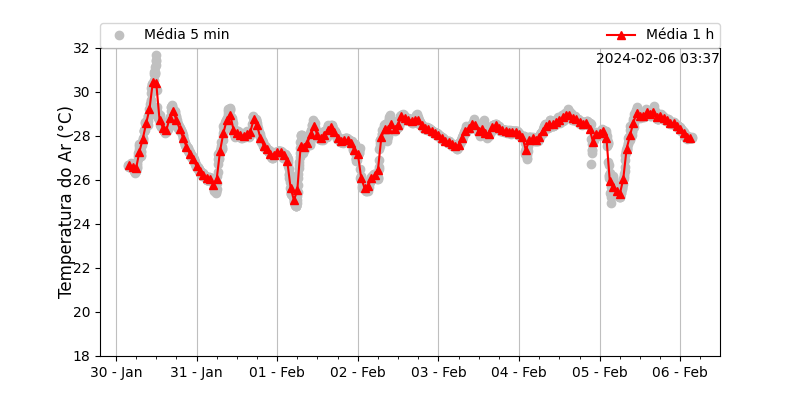 Média 5 min
Média 1 h
2024-02-06 03:37
Temperatura do Ar (°C)
32
30
28
26
24
22
20
18
30 - Jan
31 - Jan
01 - Feb
02 - Feb
03 - Feb
04 - Feb
05 - Feb
06 - Feb